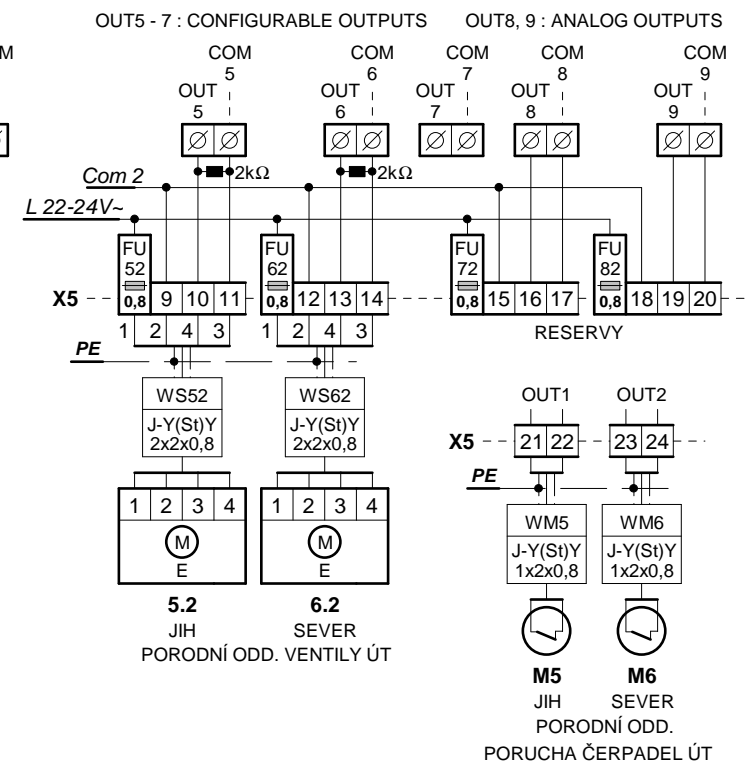 OUT5 - 7 : CONFIGURABLE OUTPUTS OUT8, 9 : ANALOG OUTPUTS
M COM COM COM COM COM
5 6 7 8 9
OUT OUT OUT OUT OUT
5 6 7 8 9
2kΩ 2kΩ
Com 2
L 22-24V~
FU FU FU FU
52 62 72 82
X5 0,8 9 10 11 0,8 12 13 14 0,8 15 16 17 0,8 18 19 20
1 2 4 3 1 2 4 3 RESERVY
PE
WS52 WS62
J-Y(St)Y J-Y(St)Y
2x2x0,8 2x2x0,8
1 2 3 4 1 2 3 4
M M
E E
5.2 6.2
JIH SEVER
PORODNÍ ODD. VENTILY ÚT
OUT1 OUT2
X5 21 22 23 24
PE
WM5 WM6
J-Y(St)Y J-Y(St)Y
1x2x0,8 1x2x0,8
M5 M6
JIH SEVER
PORODNÍ ODD.
PORUCHA ČERPADEL ÚT